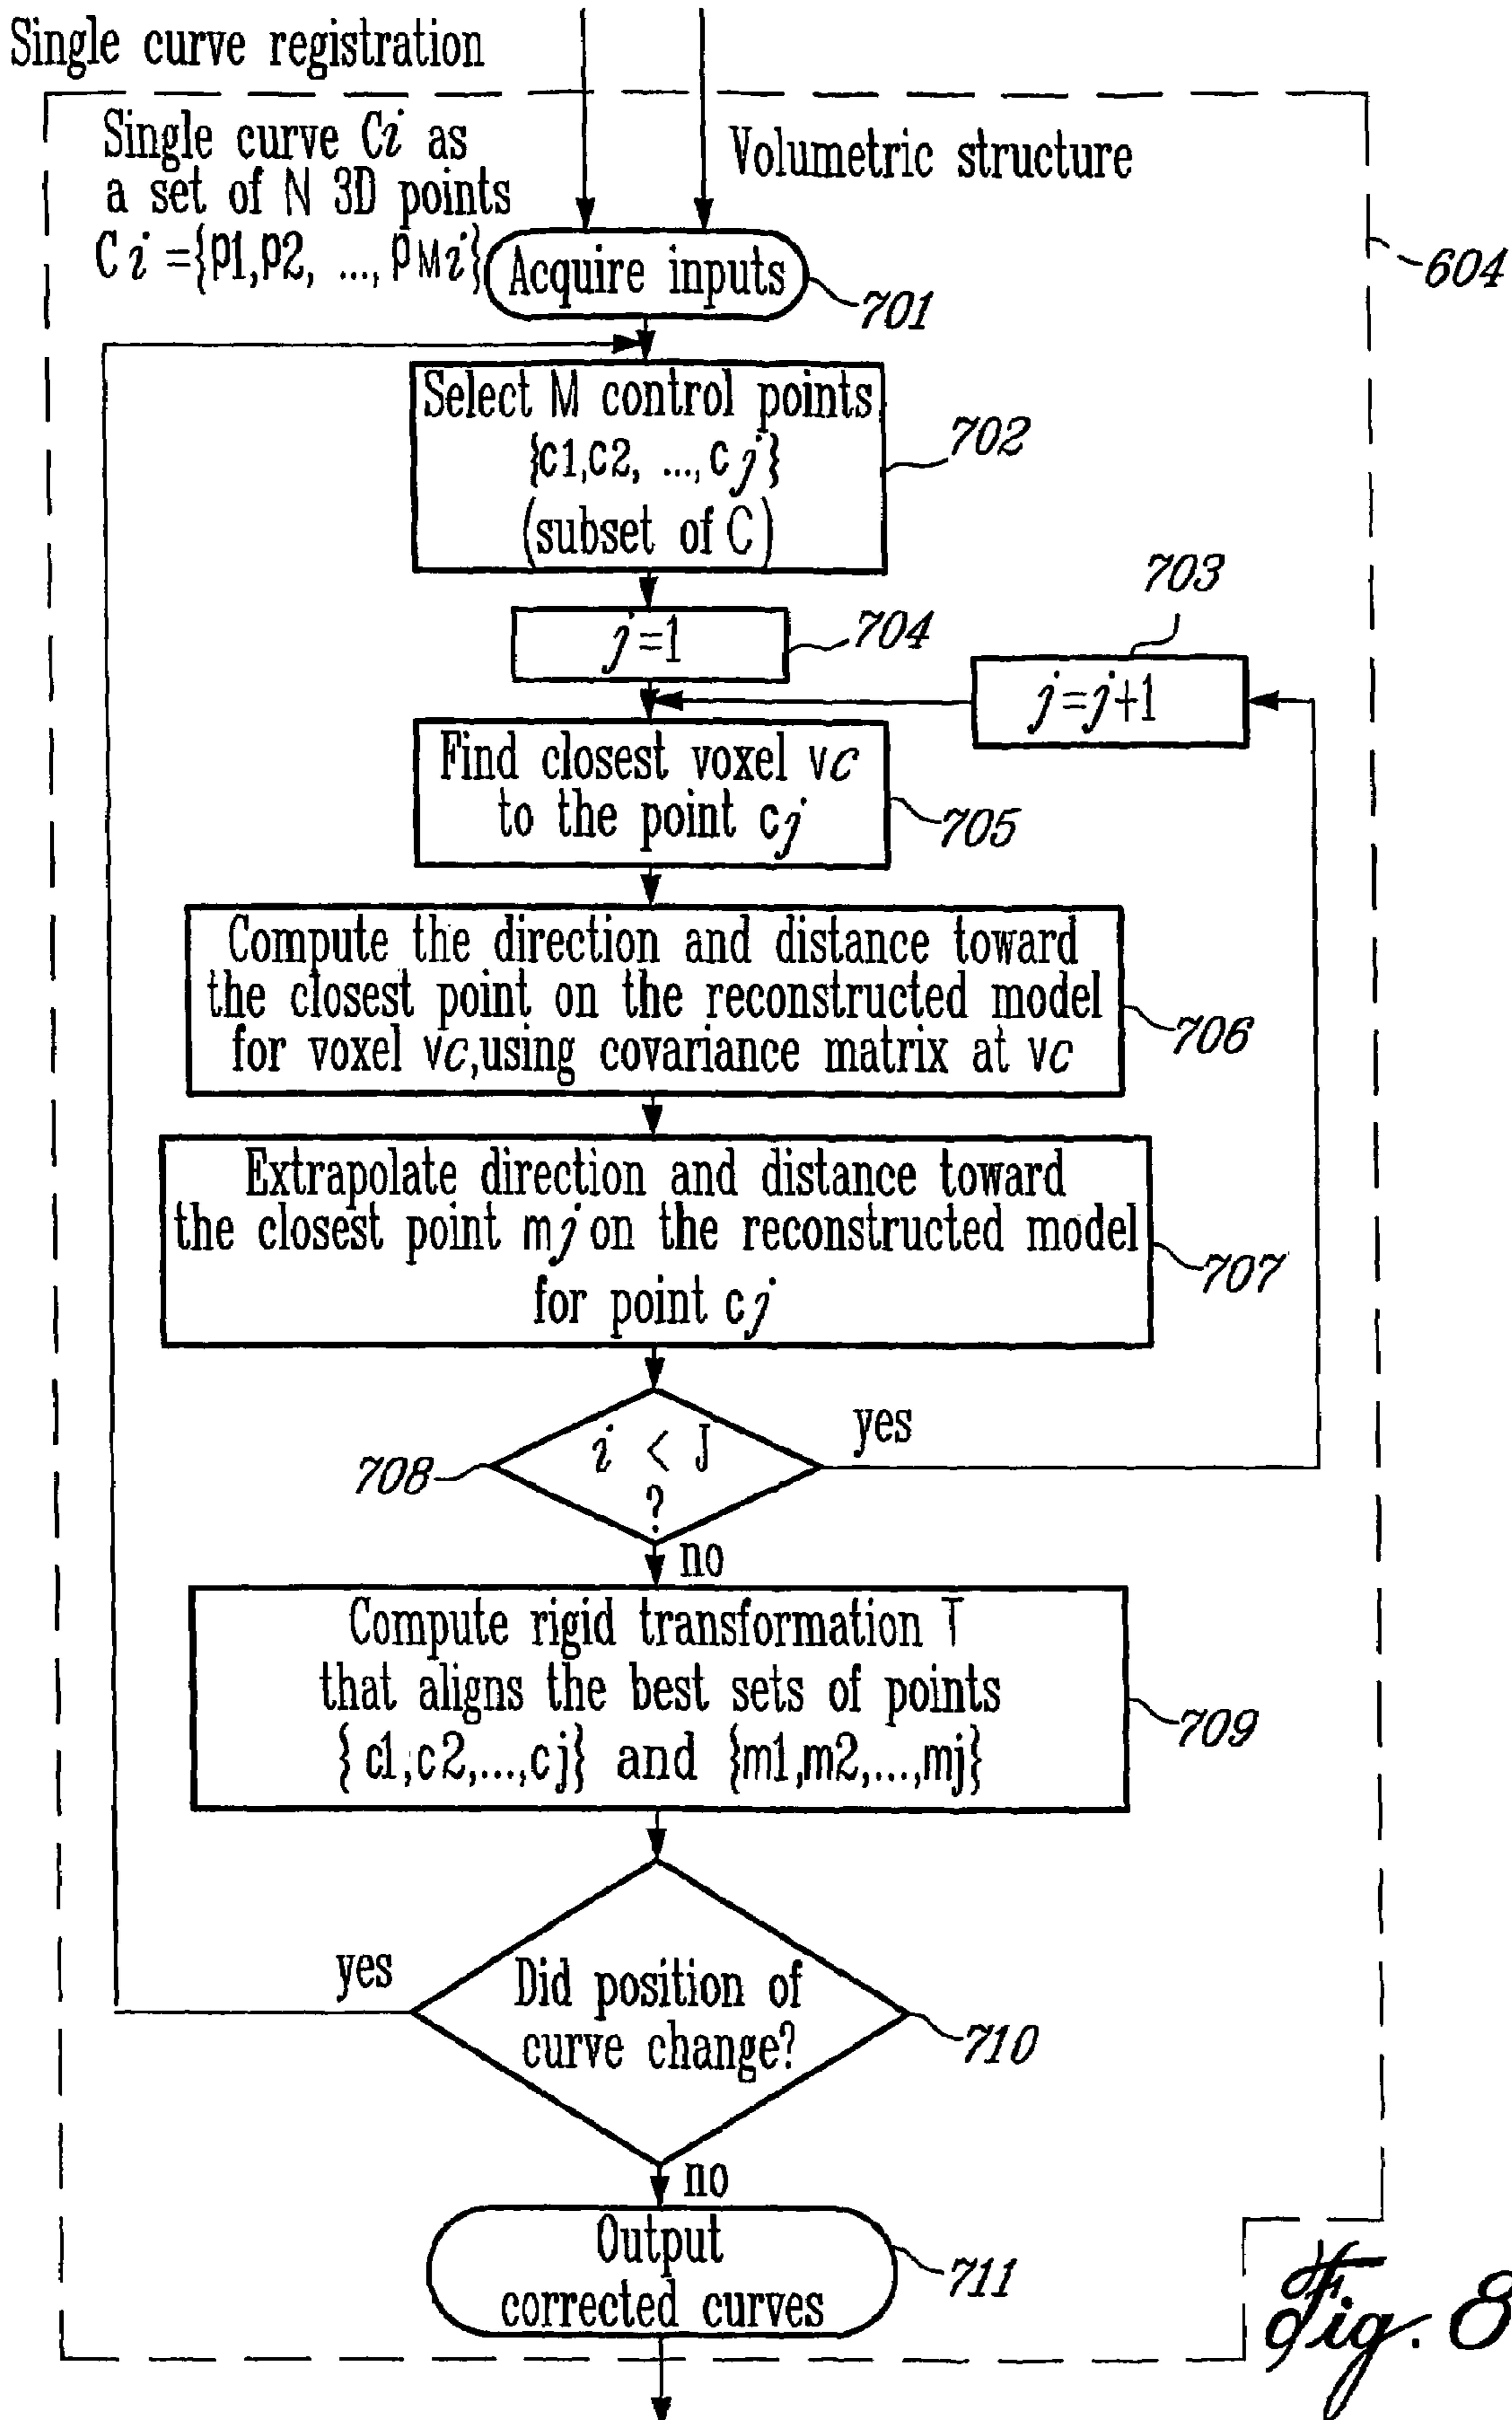 Single curve registration
Single curve Ci as
a set of N 3D points
Ci={p1,p2, ..., pMi}
Volumetric structure
604
Acquire inputs
701
Select M control points
{c1,c2, ..., cj}
(subset of C)
702
703
j=1
704
j=j+1
Find closest voxel vc
to the point cj
705
Compute the direction and distance toward
the closest point on the reconstructed model
for voxel vc,using covariance matrix at vc
706
Extrapolate direction and distance toward
the closest point mj on the reconstructed model
for point cj
707
i < J
?
yes
708
no
Compute rigid transformation T
that aligns the best sets of points
{c1,c2,...,cj} and {m1,m2,...,mj}
709
yes
Did position of
curve change?
710
no
Output
corrected curves
711
Fig. 8